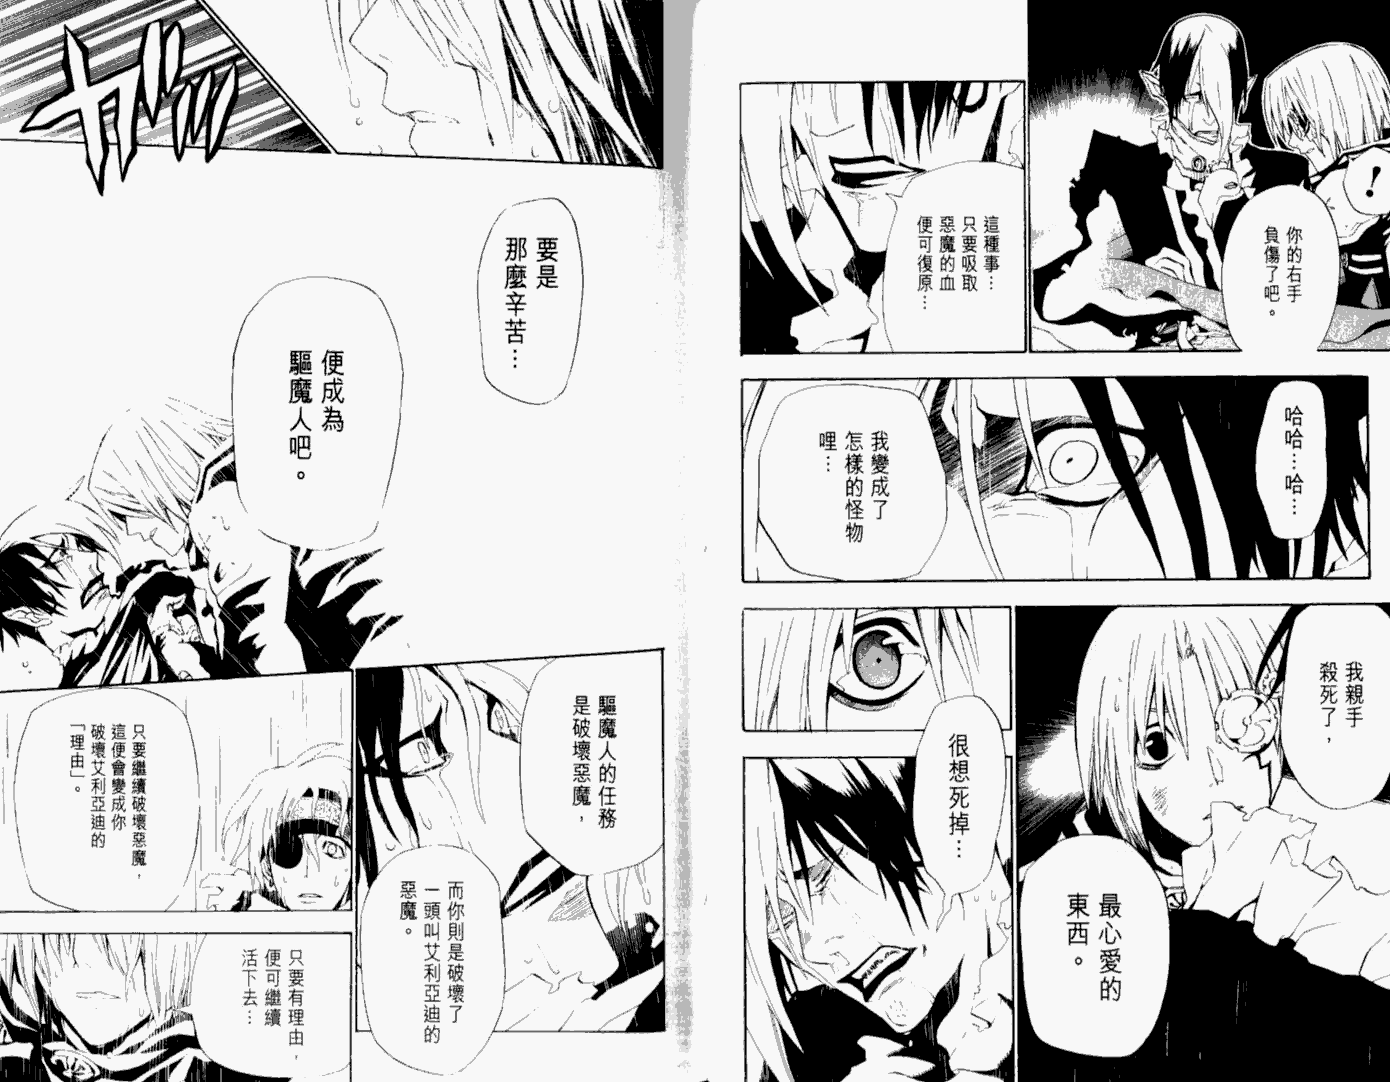 你的右手
負傷了吧。
！
這種事…
只要吸取
惡魔的血
便可復原…
哈哈…哈…
我變成了
怎樣的怪物
哩…
我親手
殺死了，
最心愛的
東西。
很想死掉…
ガッ
要是
那麼辛苦…
便成為
驅魔人吧。
驅魔人的任務
是破壞惡魔，
而你則是破壞了
一頭叫艾利亞迪的
惡魔。
只要繼續破壞惡魔，
這便會變成你
破壞艾利亞迪的
「理由」。
只要有理由，
便可繼續
活下去…